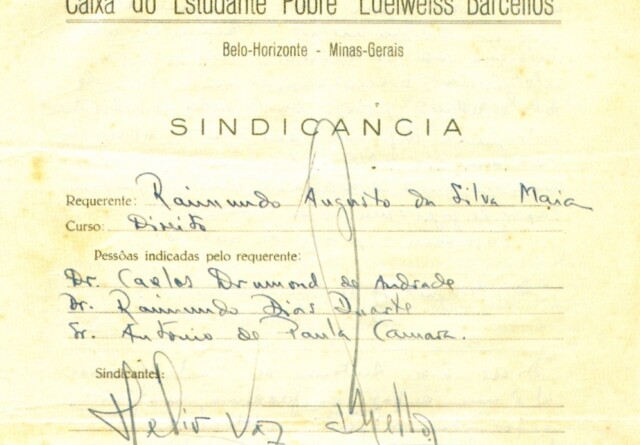 Caixa do Estudante Pobre "Edelweiss Barcellos"
Belo-Horizonte - Minas-Gerais
SINDICANCIA
Requerente: Raimundo Augusto da Silva Maia
Curso: Direito
Pessôas indicadas pelo requerente:
Dr. Carlos Drumond de Andrade
Dr. Raimundo Dias Duarte
Sr. Antonio de Paula Camara.
Sindicantes:
Helio Vaz